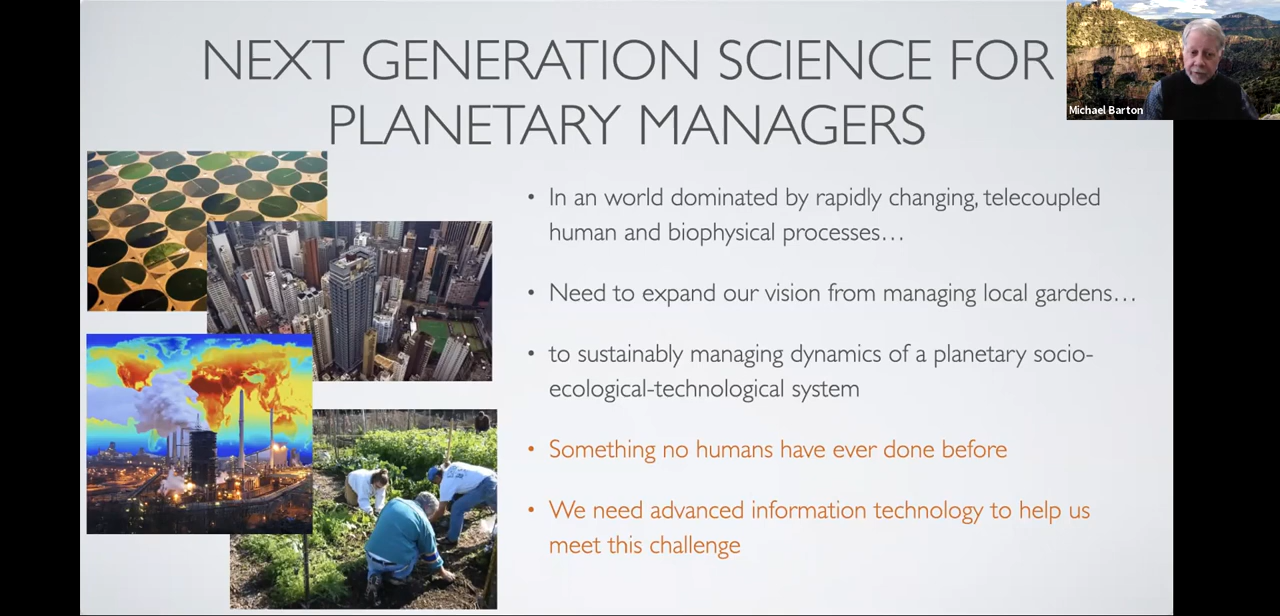 NEXT GENERATION SCIENCE FOR
PLANETARY MANAGERS
Michael Barton
• In an world dominated by rapidly changing, telecoupled
human and biophysical processes…
• Need to expand our vision from managing local gardens…
• to sustainably managing dynamics of a planetary socio-
ecological-technological system
• Something no humans have ever done before
• We need advanced information technology to help us
meet this challenge